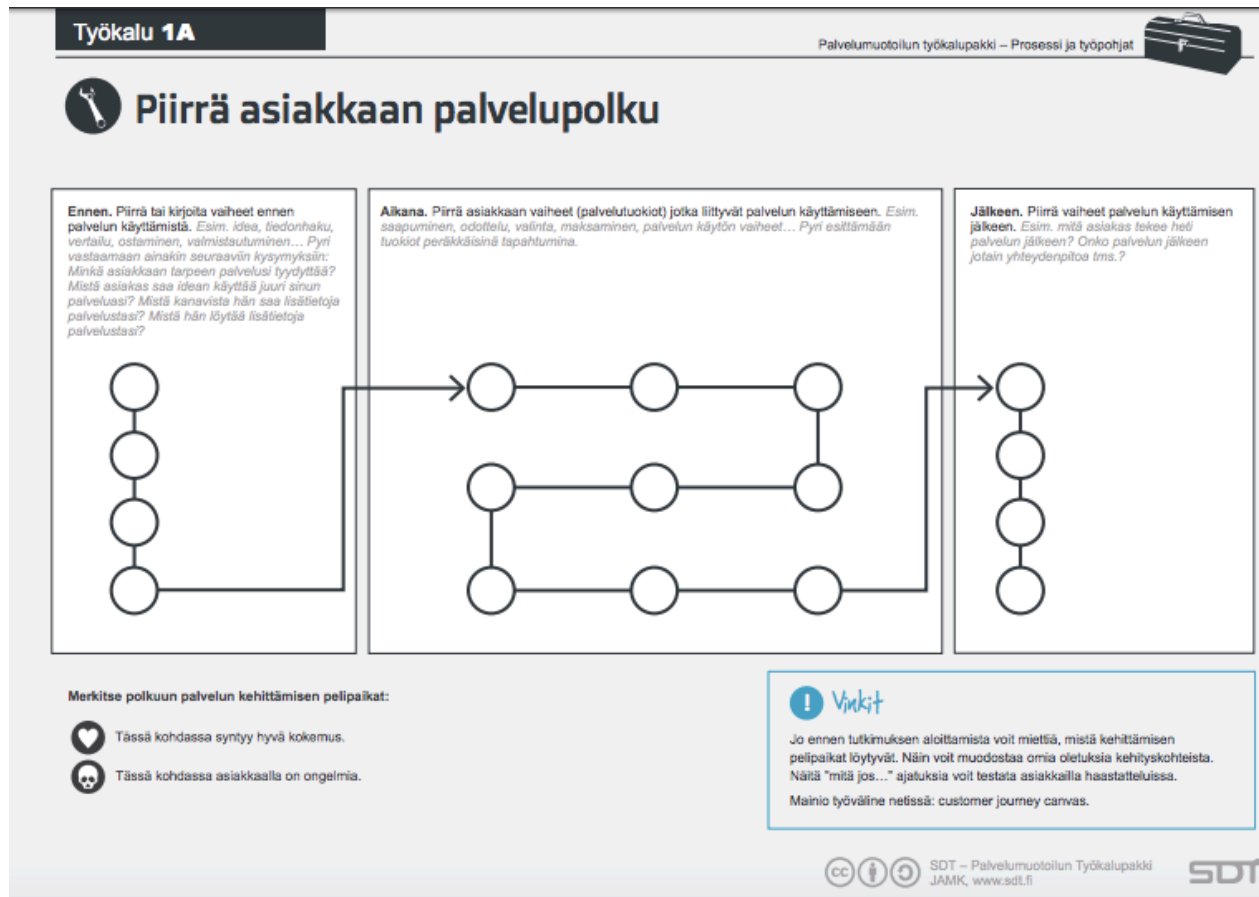 Työkalu 1A
Palvelumuotoilun työkalupakki – Prosessi ja työpohjat
Piirrä asiakkaan palvelupolku
Ennen. Piirrä tai kirjoita vaiheet ennen
palvelun käyttämistä. Esim. idea, tiedonhaku,
vertailu, ostaminen, valmistautuminen… Pyri
vastaamaan ainakin seuraaviin kysymyksiin:
Minkä asiakkaan tarpeen palvelusi tyydyttää?
Mistä asiakas saa idean käyttää juuri sinun
palveluasi? Mistä kanavista hän saa lisätietoja
palvelustasi? Mistä hän löytää lisätietoja
palvelustasi?
Aikana. Piirrä asiakkaan vaiheet (palvelutuokiot) jotka liittyvät palvelun käyttämiseen. Esim.
saapuminen, odottelu, valinta, maksaminen, palvelun käytön vaiheet… Pyri esittämään
tuokiot peräkkäisinä tapahtumina.
Jälkeen. Piirrä vaiheet palvelun käyttämisen
jälkeen. Esim. mitä asiakas tekee heti
palvelun jälkeen? Onko palvelun jälkeen
jotain yhteydenpitoa tms.?
Merkitse polkuun palvelun kehittämisen pelipaikat:
Tässä kohdassa syntyy hyvä kokemus.
Tässä kohdassa asiakkaalla on ongelmia.
! Vinkit
Jo ennen tutkimuksen aloittamista voit miettiä, mistä kehittämisen
pelipaikat löytyvät. Näin voit muodostaa omia oletuksia kehityskohteista.
Näitä "mitä jos…" ajatuksia voit testata asiakkailla haastatteluissa.
Mainio työväline netissä: customer journey canvas.
cc
SDT – Palvelumuotoilun Työkalupakki
JAMK, www.sdt.fi
SDT